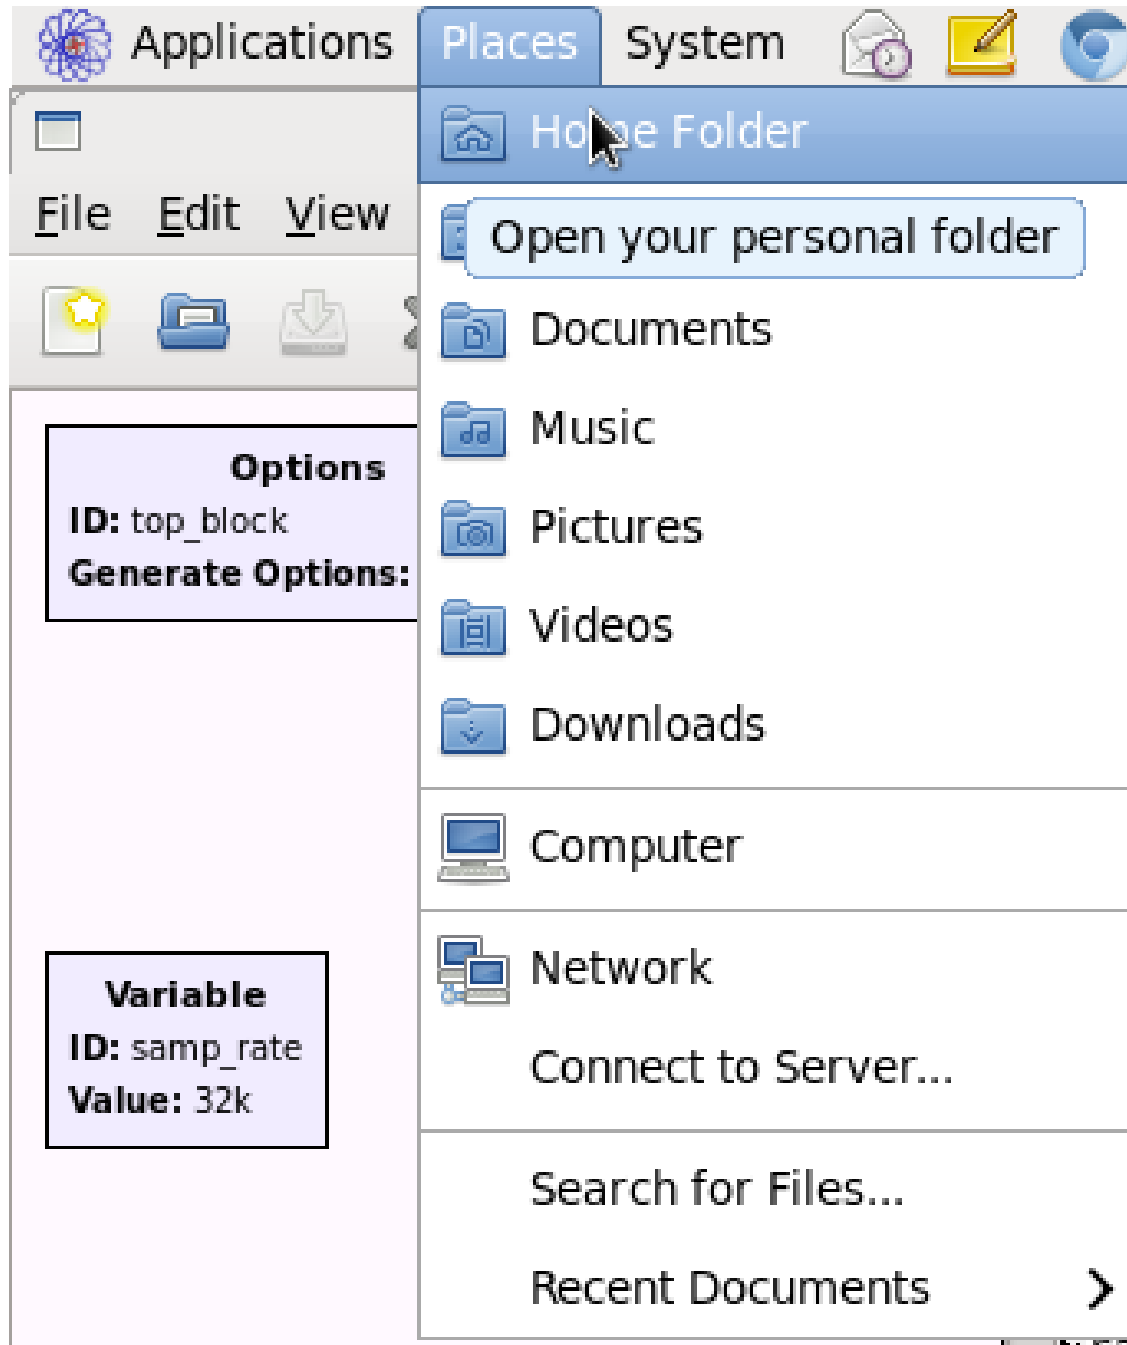 Applications Places System
Home Folder
File Edit View
Open your personal folder
Documents
Music
Options
ID: top_block
Generate Options:
Pictures
Videos
Downloads
Computer
Network
Variable
ID: samp_rate
Value: 32k
Connect to Server...
Search for Files...
Recent Documents